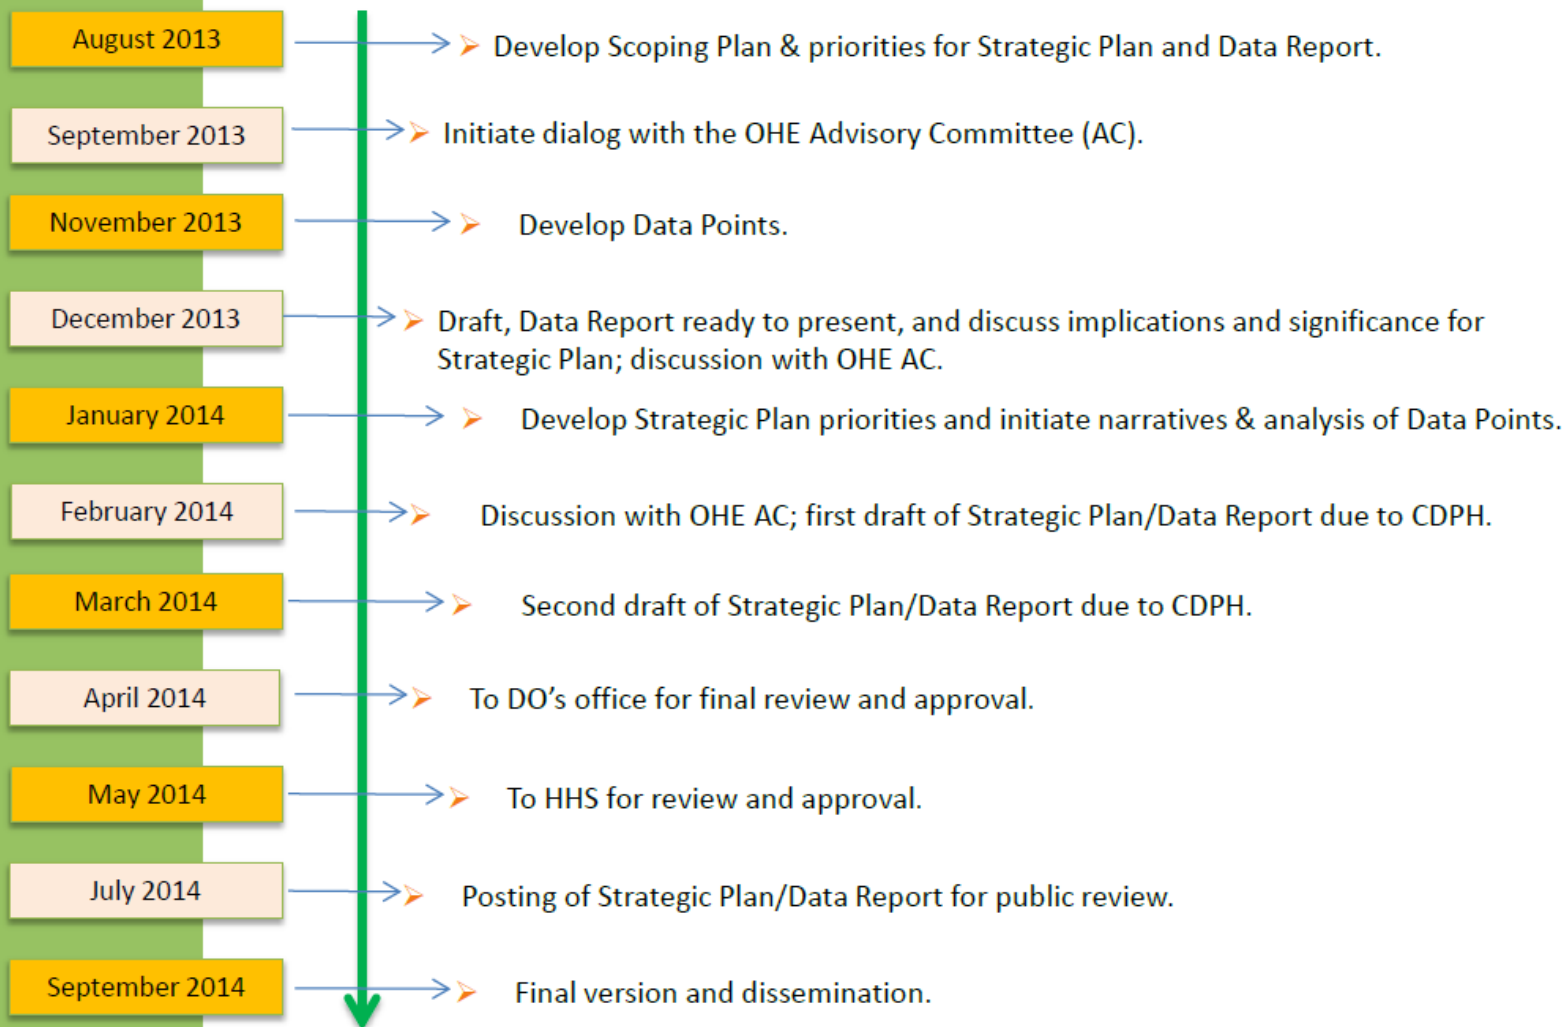 August 2013
Develop Scoping Plan & priorities for Strategic Plan and Data Report.
September 2013
Initiate dialog with the OHE Advisory Committee (AC).
November 2013
Develop Data Points.
December 2013
Draft, Data Report ready to present, and discuss implications and significance for
Strategic Plan; discussion with OHE AC.
January 2014
Develop Strategic Plan priorities and initiate narratives & analysis of Data Points.
February 2014
Discussion with OHE AC; first draft of Strategic Plan/Data Report due to CDPH.
March 2014
Second draft of Strategic Plan/Data Report due to CDPH.
April 2014
To DO’s office for final review and approval.
May 2014
To HHS for review and approval.
July 2014
Posting of Strategic Plan/Data Report for public review.
September 2014
Final version and dissemination.